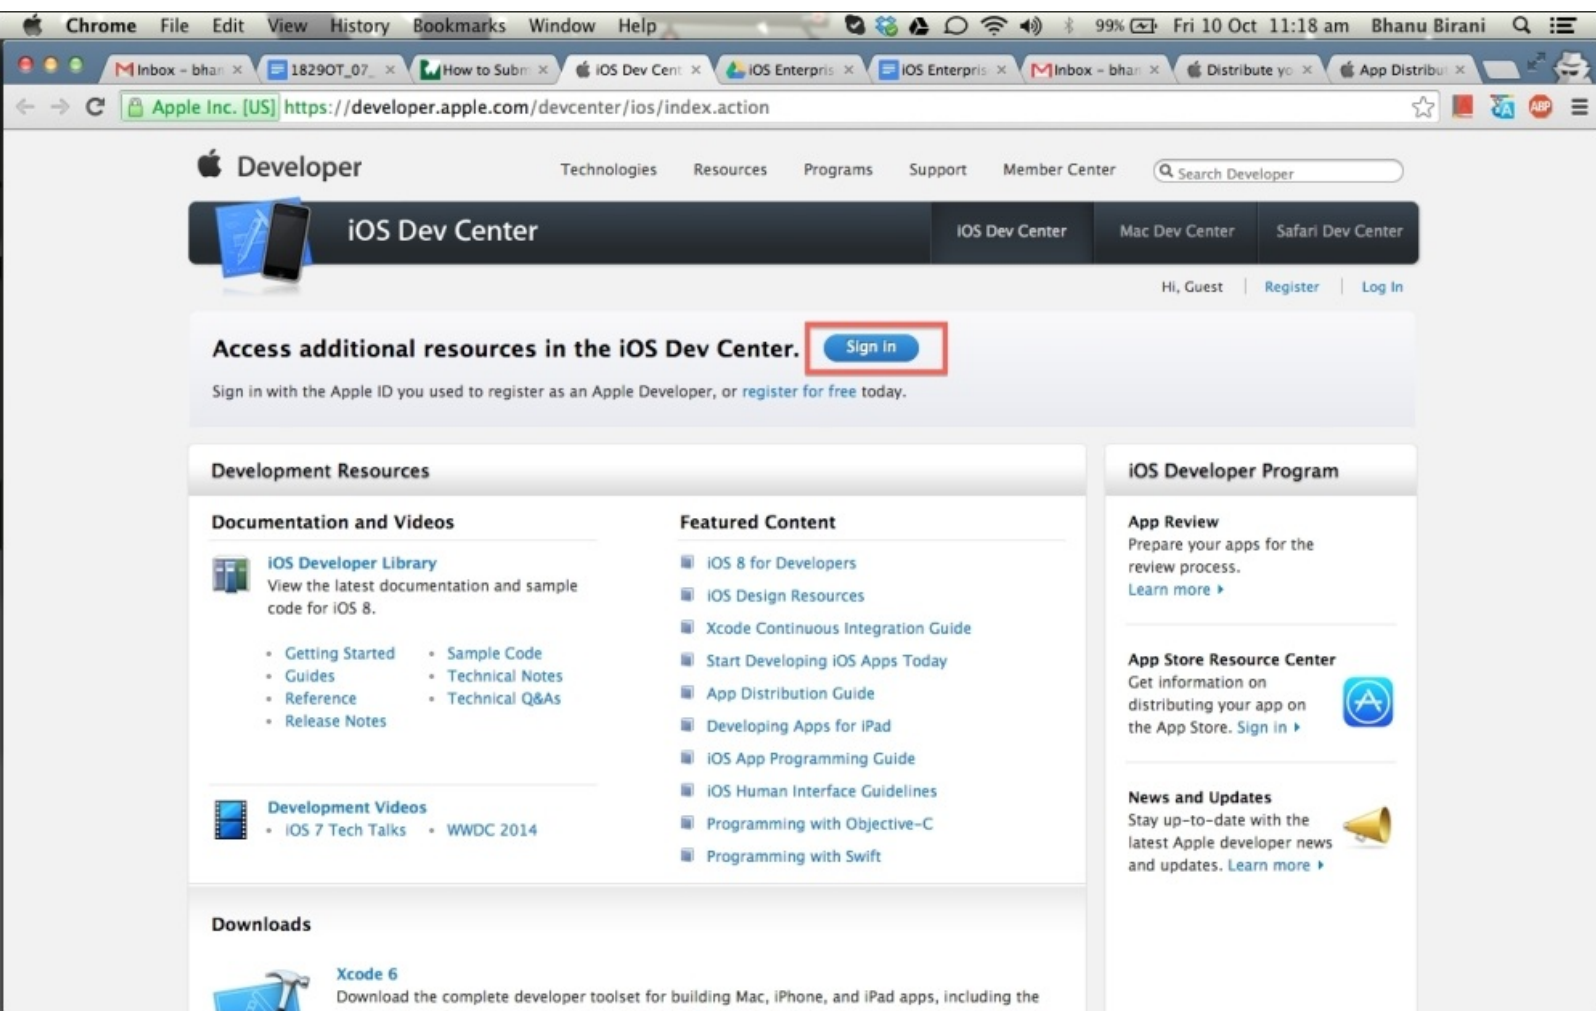 Chrome File Edit View History Bookmarks Window Help 99% Fri 10 Oct 11:18 am Bhanu Birani
Inbox - bhan 1829OT_07_ How to Subm iOS Dev Cent iOS Enterpris iOS Enterpris Inbox - bhan Distribute yo App Distribut
Apple Inc. [US] https://developer.apple.com/devcenter/ios/index.action ABP
Developer Technologies Resources Programs Support Member Center Search Developer
iOS Dev Center iOS Dev Center Mac Dev Center Safari Dev Center
Hi, Guest Register Log In
Access additional resources in the iOS Dev Center. Sign in
Sign in with the Apple ID you used to register as an Apple Developer, or register for free today.
Development Resources
Documentation and Videos
iOS Developer Library
View the latest documentation and sample
code for iOS 8.
• Getting Started • Sample Code
• Guides • Technical Notes
• Reference • Technical Q&As
• Release Notes
Development Videos
• iOS 7 Tech Talks • WWDC 2014
Featured Content
iOS 8 for Developers
iOS Design Resources
Xcode Continuous Integration Guide
Start Developing iOS Apps Today
App Distribution Guide
Developing Apps for iPad
iOS App Programming Guide
iOS Human Interface Guidelines
Programming with Objective-C
Programming with Swift
iOS Developer Program
App Review
Prepare your apps for the
review process.
Learn more
App Store Resource Center
Get information on
distributing your app on
the App Store. Sign in
News and Updates
Stay up-to-date with the
latest Apple developer news
and updates. Learn more
Downloads
Xcode 6
Download the complete developer toolset for building Mac, iPhone, and iPad apps, including the